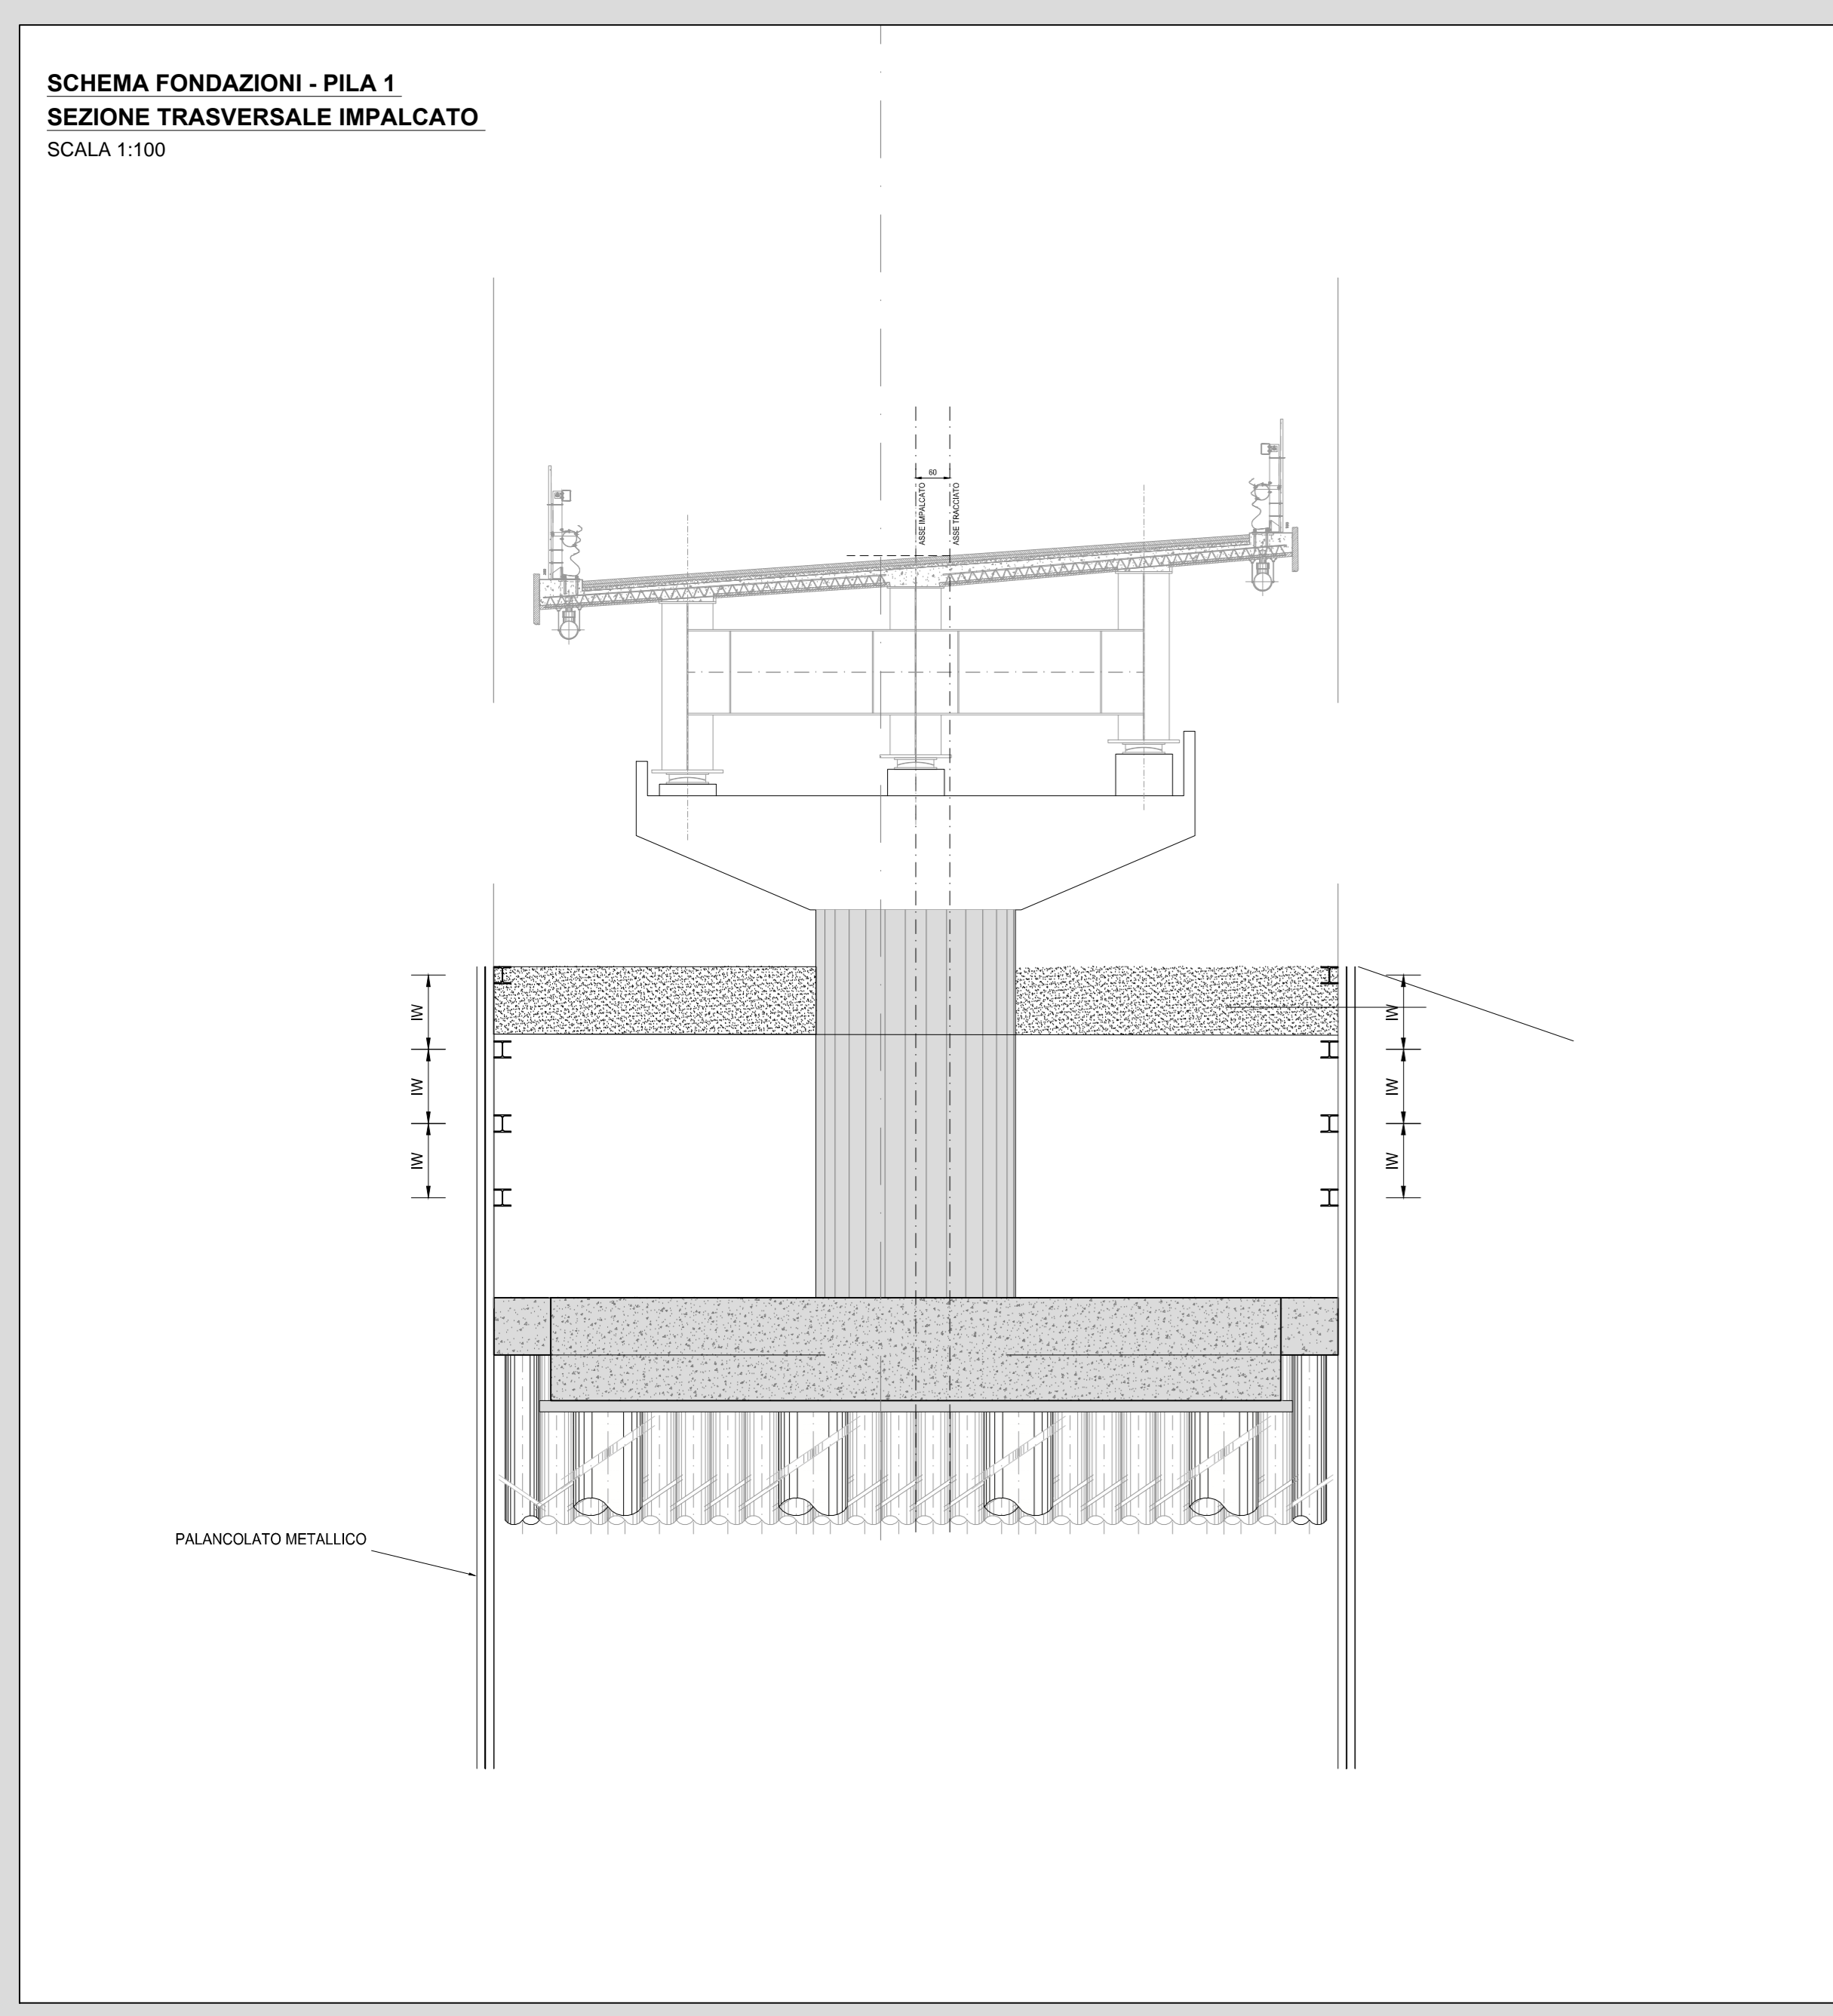 SCHEMA FONDAZIONI - PILA 1
SEZIONE TRASVERSALE IMPALCATO
SCALA 1:100
60
ASSE IMPALCATO
ASSE TRACCIATO
IW
IW
IW
IW
IW
IW
PALANCOLATO METALLICO